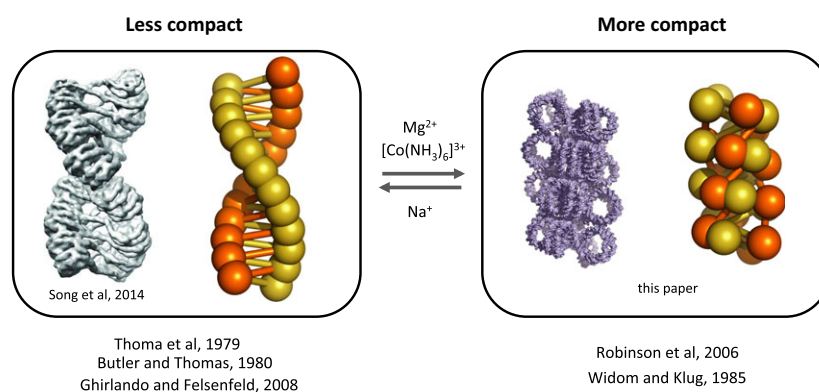 Less compact
More compact
Mg²⁺
[Co(NH₃)₆]³⁺
Na⁺
Song et al, 2014
this paper
Thoma et al, 1979
Butler and Thomas, 1980
Ghirlando and Felsenfeld, 2008
Robinson et al, 2006
Widom and Klug, 1985